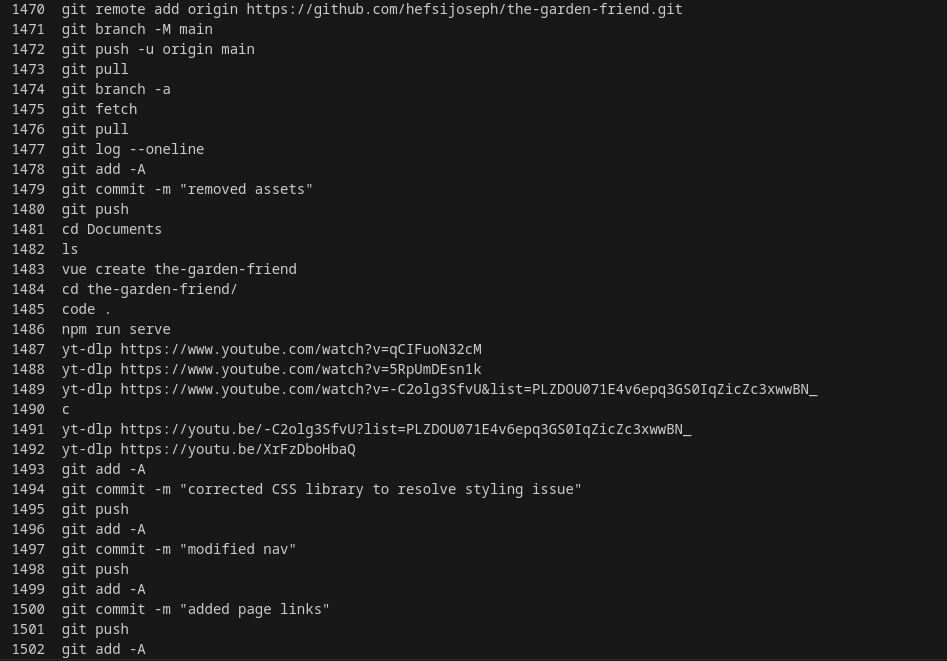 1470 git remote add origin https://github.com/hefsijoseph/the-garden-friend.git
1471 git branch -M main
1472 git push -u origin main
1473 git pull
1474 git branch -a
1475 git fetch
1476 git pull
1477 git log --oneline
1478 git add -A
1479 git commit -m "removed assets"
1480 git push
1481 cd Documents
1482 ls
1483 vue create the-garden-friend
1484 cd the-garden-friend/
1485 code .
1486 npm run serve
1487 yt-dlp https://www.youtube.com/watch?v=qCIFuoN32cM
1488 yt-dlp https://www.youtube.com/watch?v=5RpUmDEsn1k
1489 yt-dlp https://www.youtube.com/watch?v=-C2olg3SfvU&list=PLZDOU071E4v6epq3GS0IqZicZc3xwwBN_
1490 c
1491 yt-dlp https://youtu.be/-C2olg3SfvU?list=PLZDOU071E4v6epq3GS0IqZicZc3xwwBN_
1492 yt-dlp https://youtu.be/XrFzDboHbaQ
1493 git add -A
1494 git commit -m "corrected CSS library to resolve styling issue"
1495 git push
1496 git add -A
1497 git commit -m "modified nav"
1498 git push
1499 git add -A
1500 git commit -m "added page links"
1501 git push
1502 git add -A